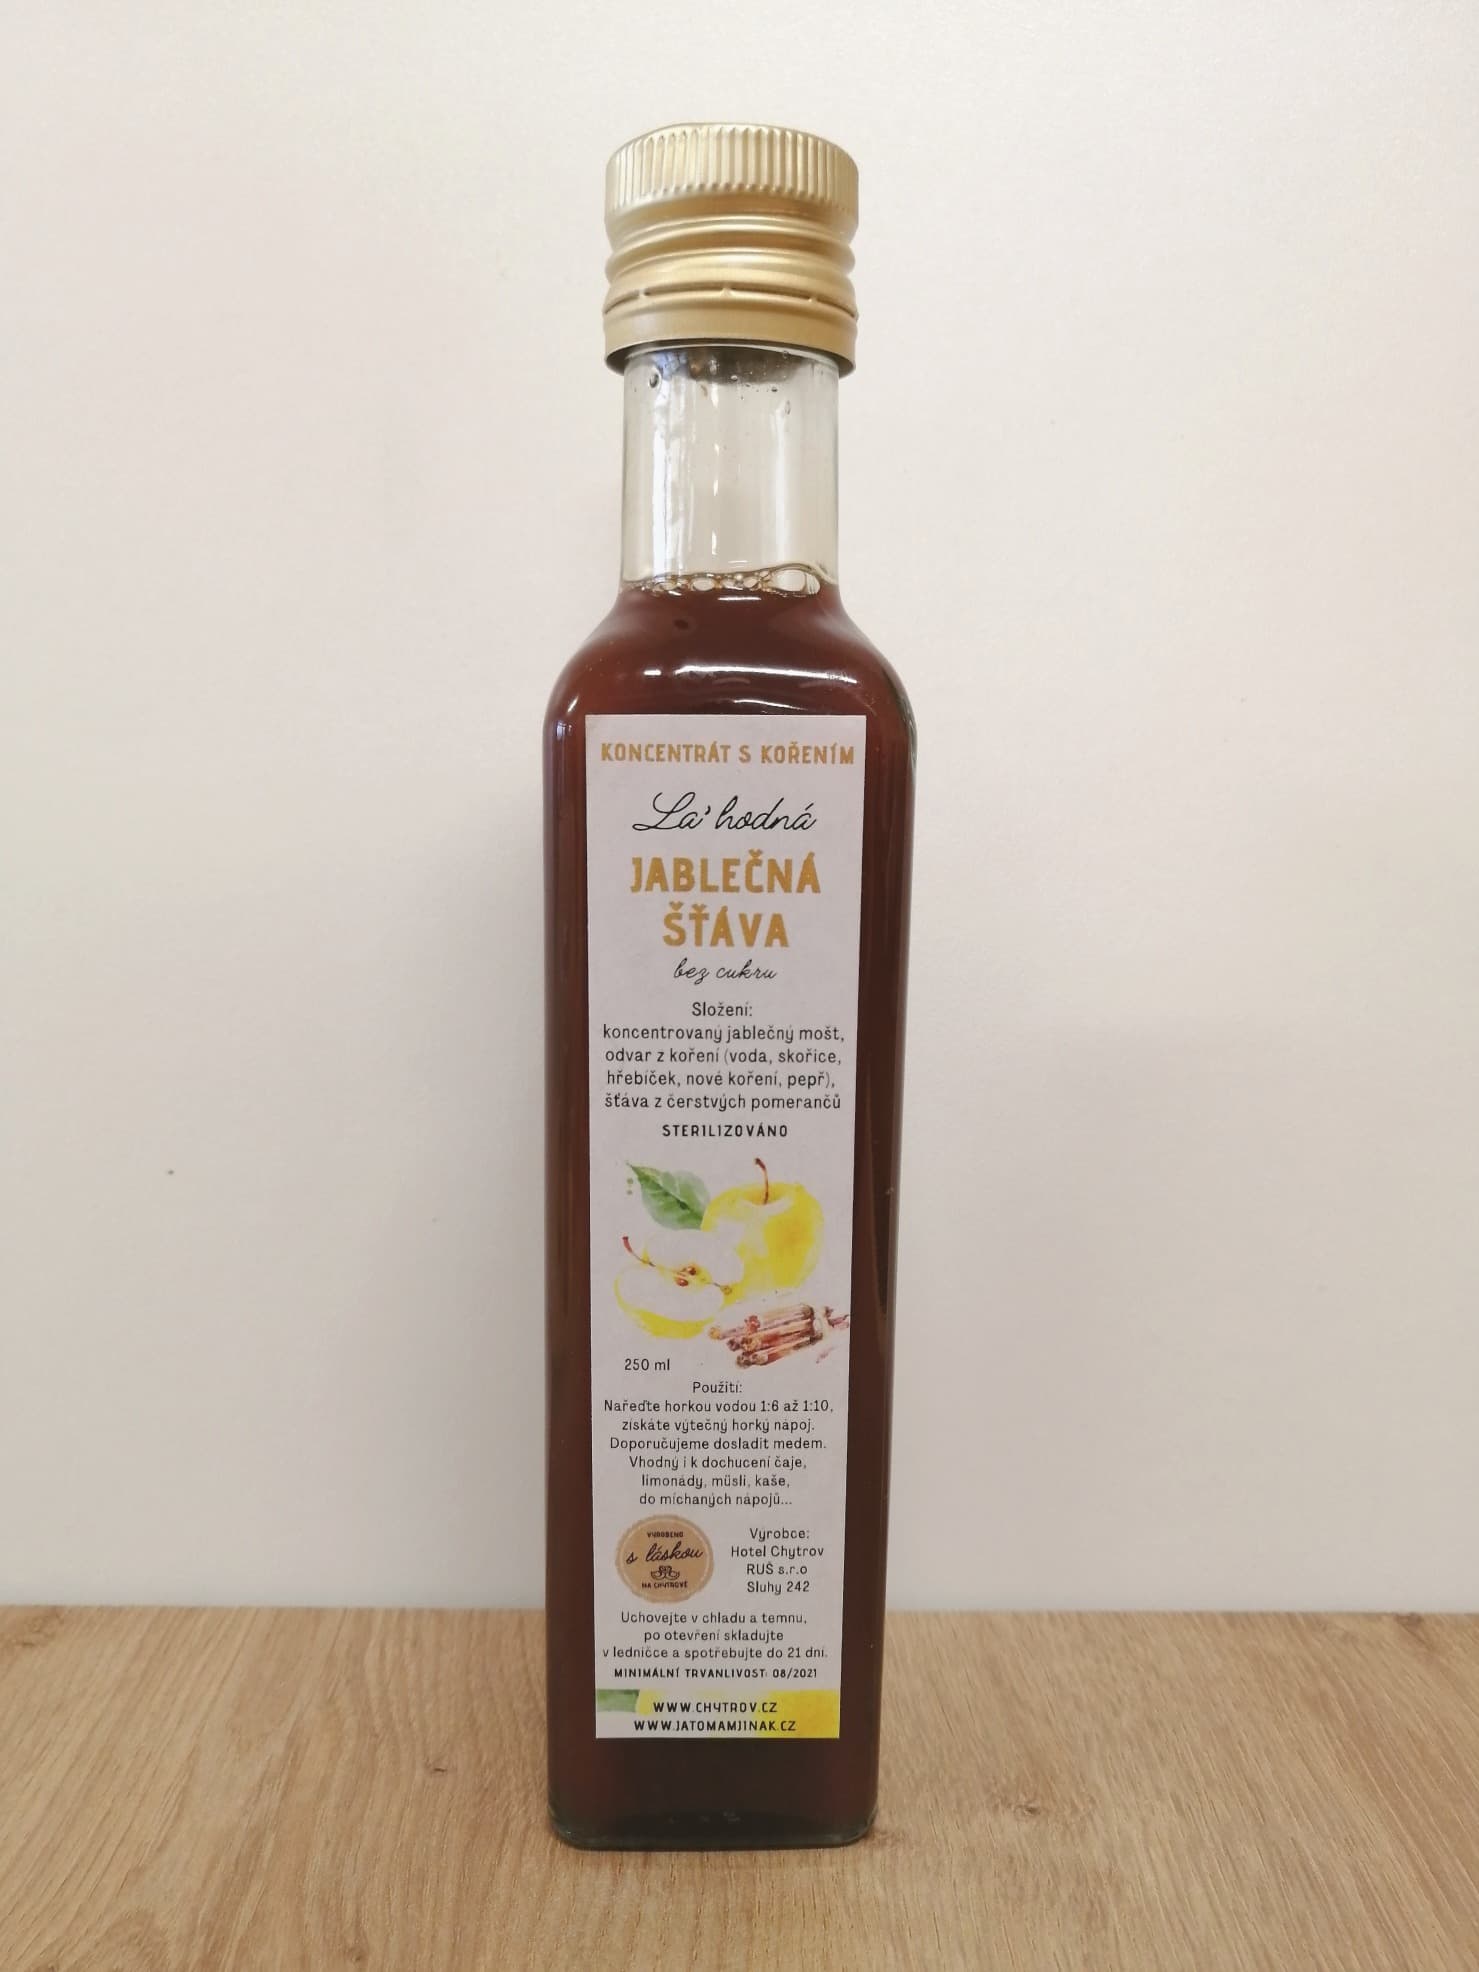 KONCENTRÁT S KOŘENÍM
La'hodná
JABLEČNÁ
ŠŤÁVA
bez cukru
Složení:
koncentrovaný jablečný mošt,
odvar z koření (voda, skořice,
hřebíček, nové koření, pepř),
šťáva z čerstvých pomerančů
STERILIZOVÁNO
250 ml
Použití:
Nařeďte horkou vodou 1:6 až 1:10,
získáte výtečný horký nápoj.
Doporučujeme dosladit medem.
Vhodný i k dochucení čaje,
limonády, müsli, kaše,
do míchaných nápojů...
VYROBENO
s láskou
NA CHYTROVĚ
Výrobce:
Hotel Chytrov
RUŠ s.r.o
Sluhy 242
Uchovejte v chladu a temnu,
po otevření skladujte
v ledničce a spotřebujte do 21 dní.
MINIMÁLNÍ TRVANLIVOST: 08/2021
WWW.CHYTROV.CZ
WWW.JATOMAMJINAK.CZ